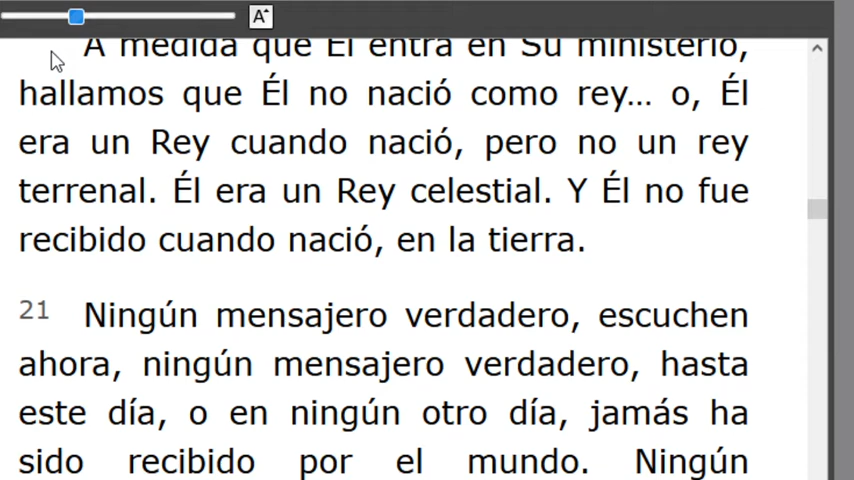 A
A medida que Él entra en Su ministerio,
hallamos que Él no nació como rey... o, Él
era un Rey cuando nació, pero no un rey
terrenal. Él era un Rey celestial. Y Él no fue
recibido cuando nació, en la tierra.
21 Ningún mensajero verdadero, escuchen
ahora, ningún mensajero verdadero, hasta
este día, o en ningún otro día, jamás ha
sido recibido por el mundo. Ningún